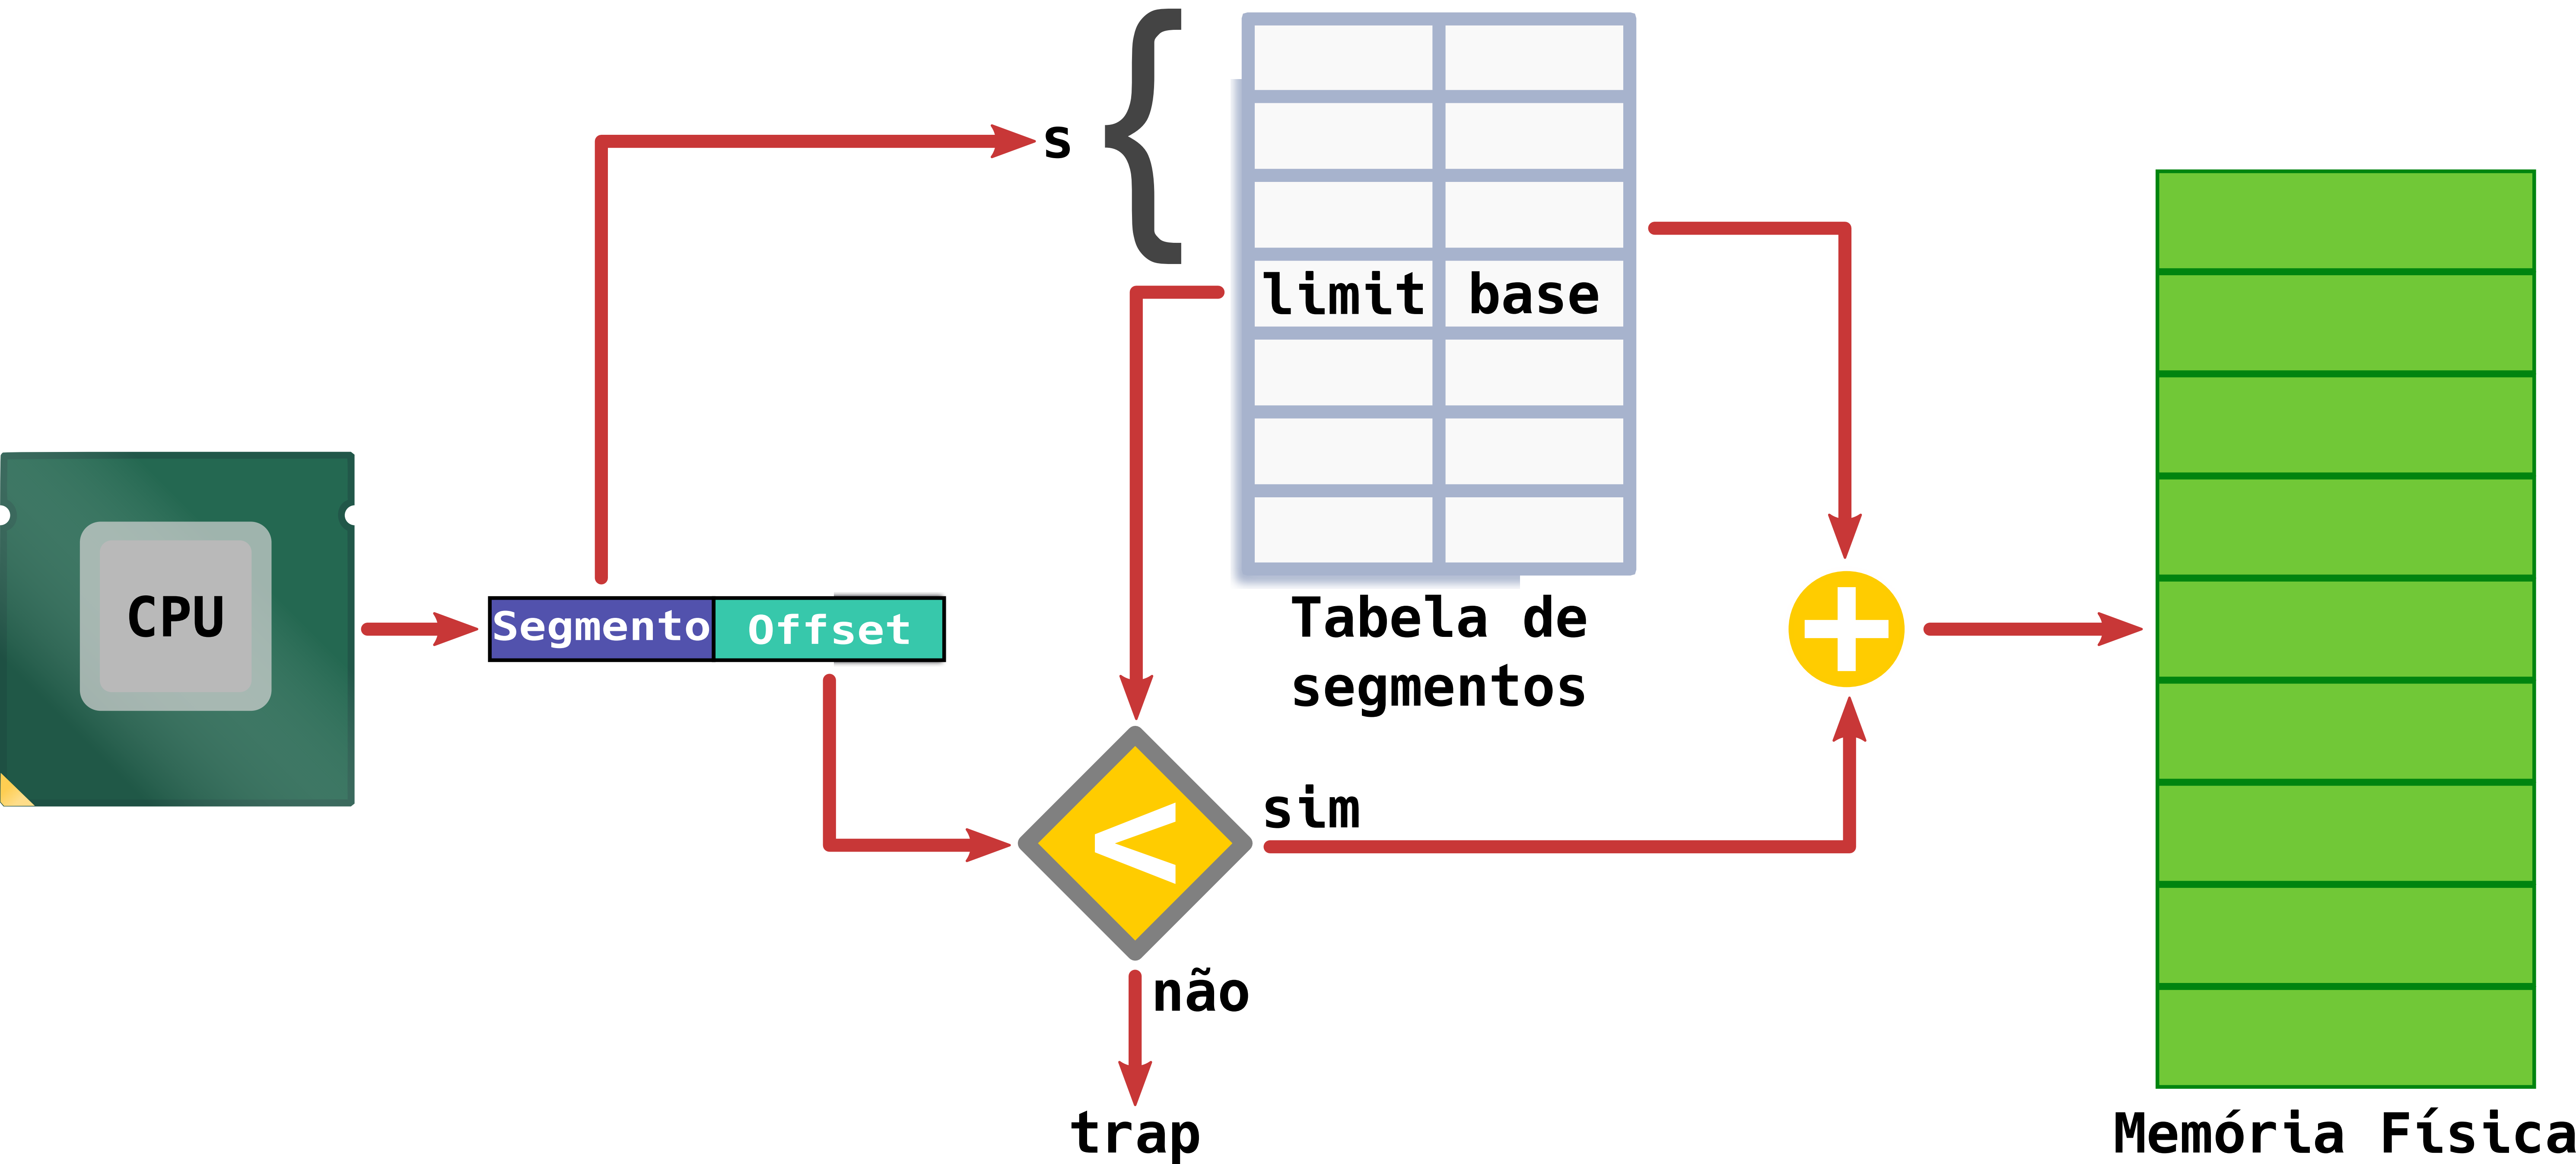 s
limit base
CPU
Segmento Offset
Tabela de
segmentos
<
sim
não
trap
Memória Física